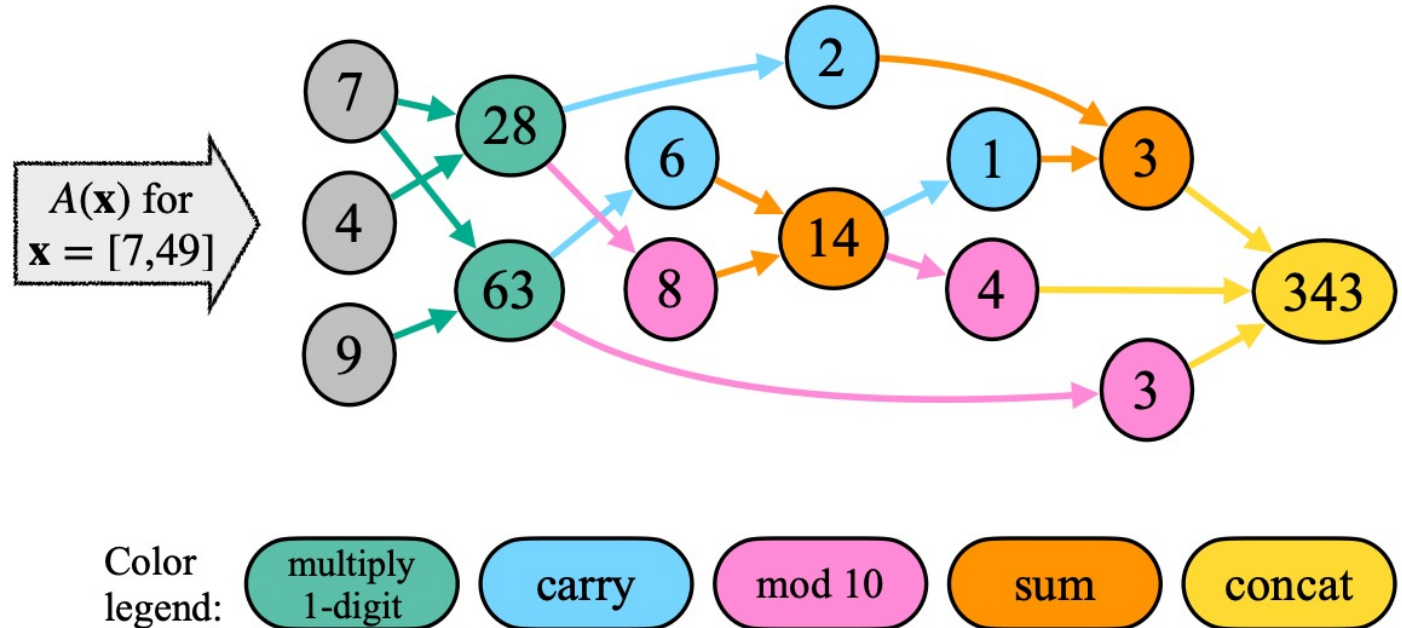 A(x) for
x = [7,49]
7
4
9
28
63
2
6
8
14
1
4
3
3
343
Color
legend:
multiply
1-digit
carry
mod 10
sum
concat